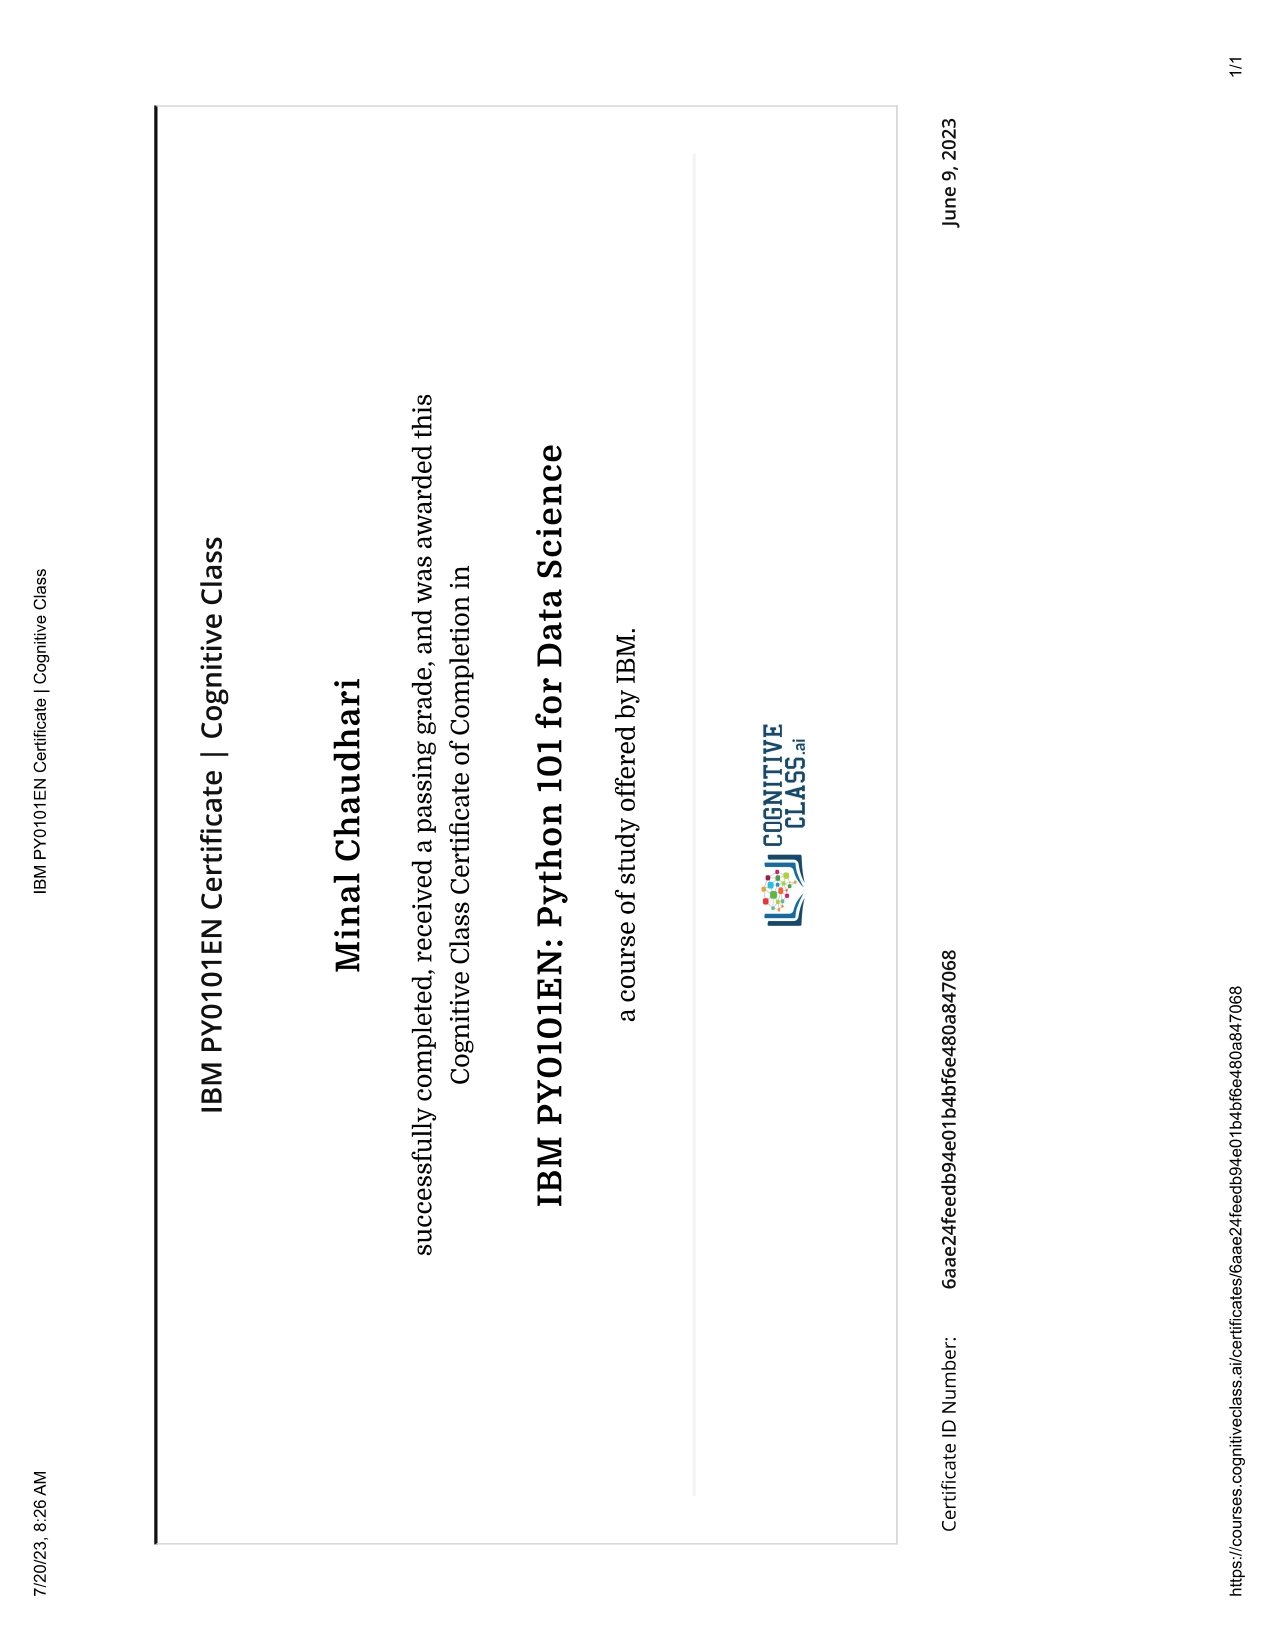 7/20/23, 8:26 AM
IBM PY0101EN Certificate | Cognitive Class
IBM PY0101EN Certificate | Cognitive Class
Minal Chaudhari
successfully completed, received a passing grade, and was awarded this
Cognitive Class Certificate of Completion in
IBM PY0101EN: Python 101 for Data Science
a course of study offered by IBM.
COGNITIVE
CLASS.ai
Certificate ID Number: 6aae24feedb94e01b4bf6e480a847068
June 9, 2023
https://courses.cognitiveclass.ai/certificates/6aae24feedb94e01b4bf6e480a847068
1/1